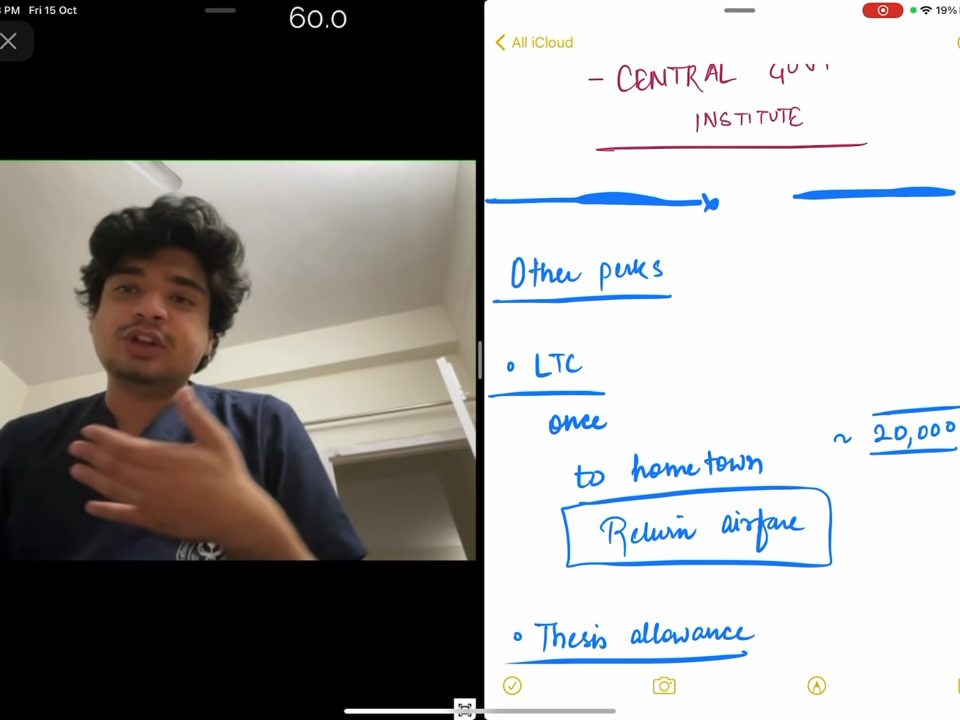 PM Fri 15 Oct
60.0
19%
All iCloud
- CENTRAL GOVT
INSTITUTE
Other perks
• LTC
once
~ 20,000
to hometown
Return airfare
• Thesis allowance